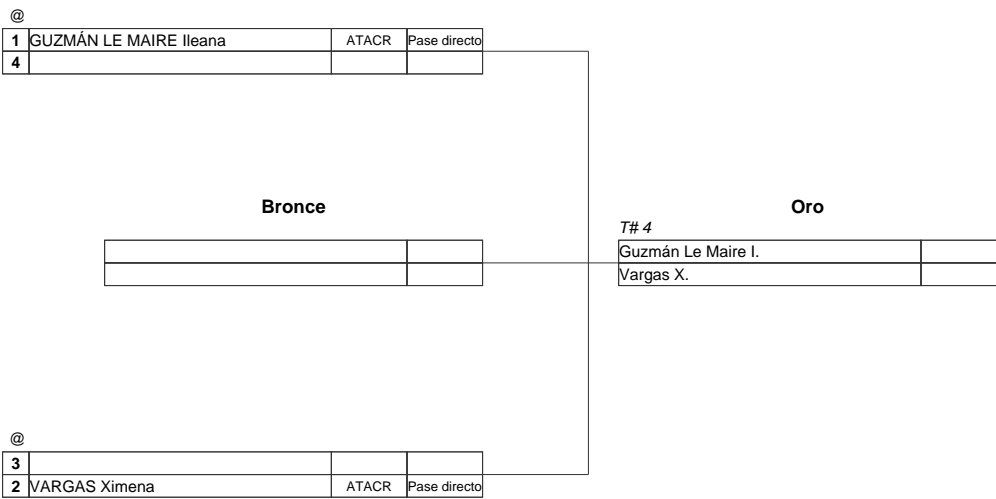 @
1 GUZMÁN LE MAIRE Ileana ATACR Pase directo
4
Bronce Oro
T# 4
Guzmán Le Maire I.
Vargas X.
@
3
2 VARGAS Ximena ATACR Pase directo